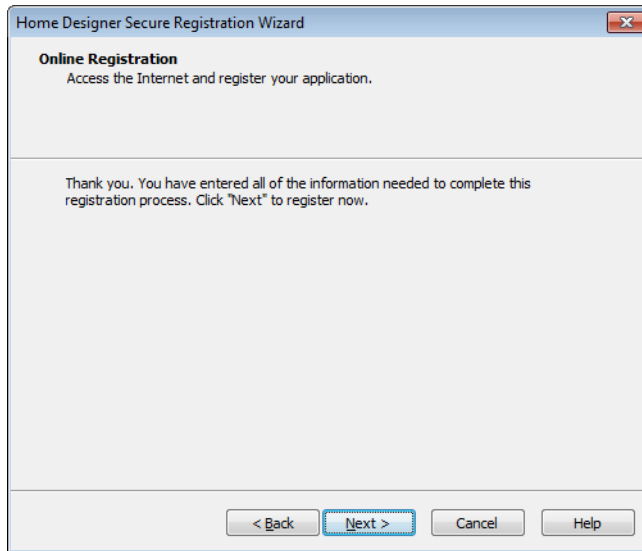 Home Designer Secure Registration Wizard
Online Registration
Access the Internet and register your application.
Thank you. You have entered all of the information needed to complete this
registration process. Click "Next" to register now.
< Back
Next >
Cancel
Help